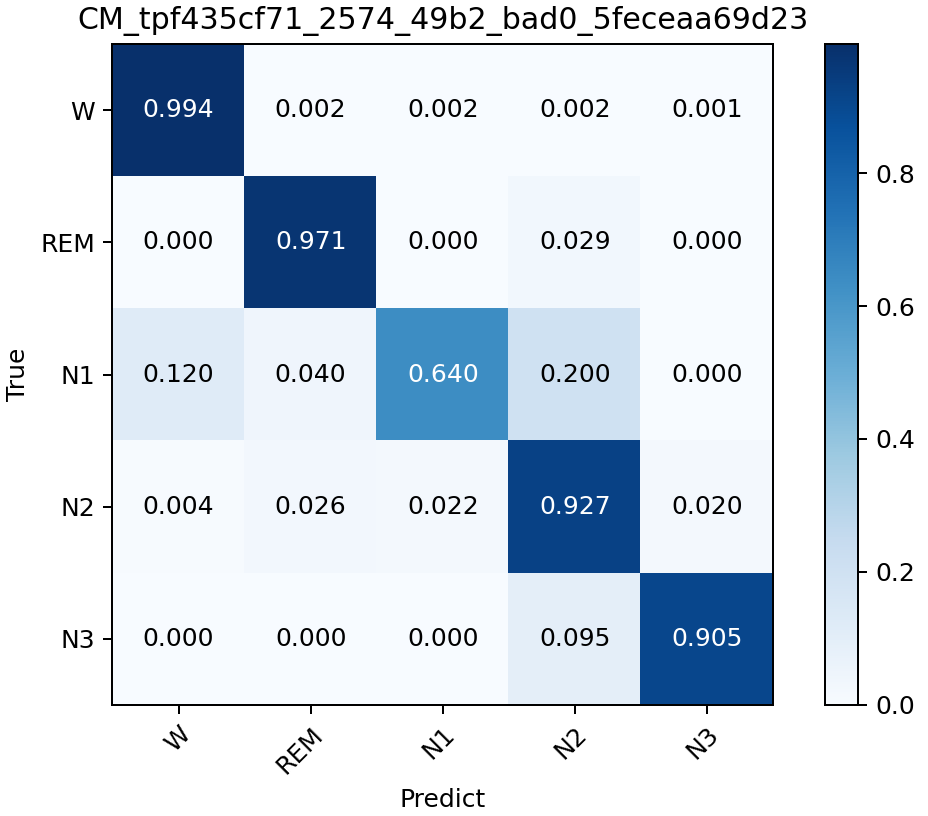 CM_tpf435cf71_2574_49b2_bad0_5feceaa69d23
W 0.994 0.002 0.002 0.002 0.001
REM 0.000 0.971 0.000 0.029 0.000
N1 0.120 0.040 0.640 0.200 0.000
N2 0.004 0.026 0.022 0.927 0.020
N3 0.000 0.000 0.000 0.095 0.905
True
W REM N1 N2 N3
Predict
0.8
0.6
0.4
0.2
0.0